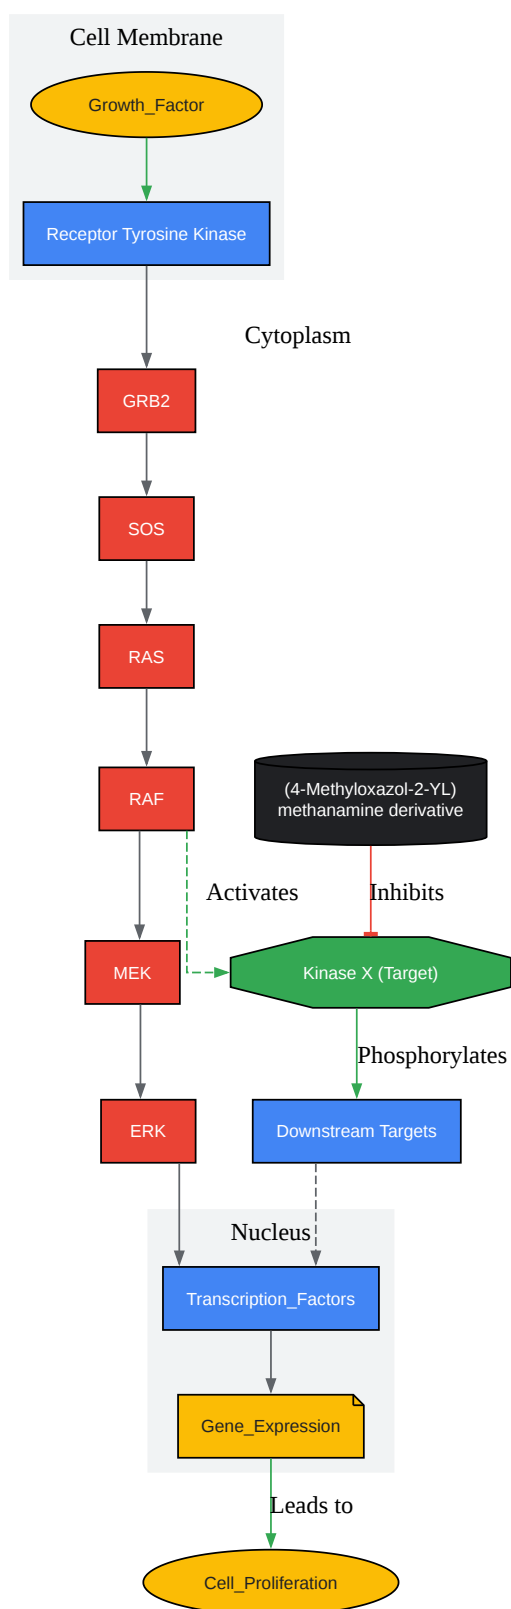 Cell Membrane
Growth_Factor
Receptor Tyrosine Kinase
Cytoplasm
GRB2
SOS
RAS
RAF
(4-Methyloxazol-2-YL)
methanamine derivative
Activates
Inhibits
MEK
Kinase X (Target)
Phosphorylates
ERK
Downstream Targets
Nucleus
Transcription_Factors
Gene_Expression
Leads to
Cell_Proliferation